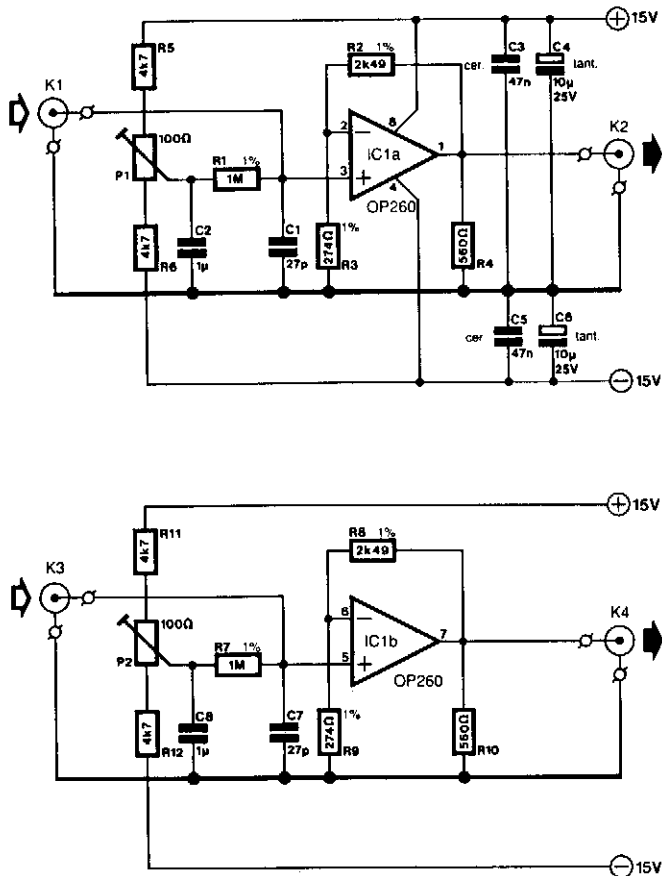 15V
R5
4k7
R2 1%
2k49
C3
cer.
47n
C4
tant.
10µ
25V
K1
100Ω
P1
R1 1%
1M
2
3
8
1
4
IC1a
OP260
K2
4k7
R6
C2
1µ
C1
27p
1%
274Ω
R3
560Ω
R4
C5
cer
47n
C6
tant.
10µ
25V
15V
15V
R11
4k7
R8 1%
2k49
K3
100Ω
P2
R7 1%
1M
6
5
7
IC1b
OP260
K4
4k7
R12
C8
1µ
C7
27p
1%
274Ω
R9
560Ω
R10
15V